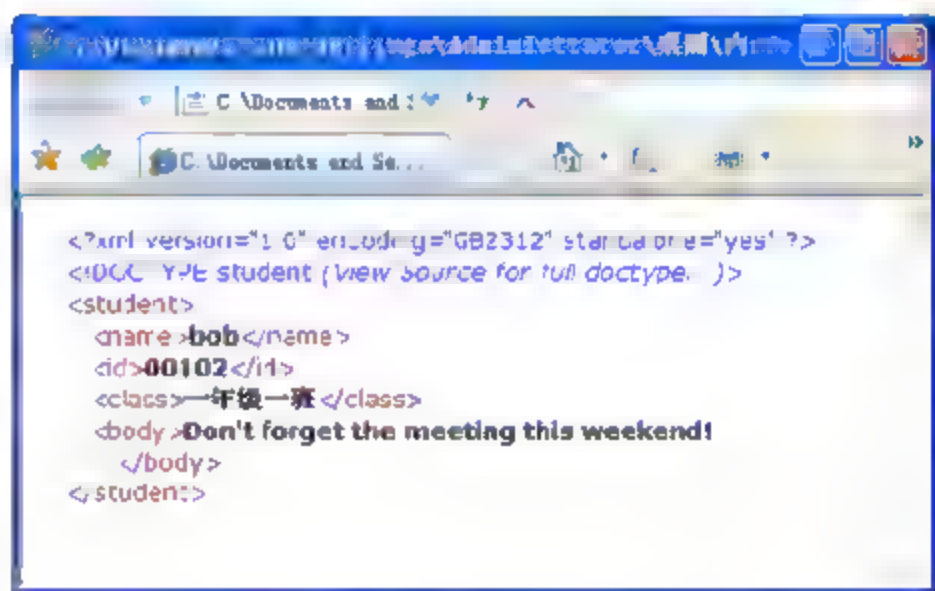 C:\Documents and S
C:\Documents and Se...
<?xml version="1.0" encoding="GB2312" standalone="yes" ?>
<!DOCTYPE student (View Source for full doctype...)>
<student>
<name>bob</name>
<id>00102</id>
<class>一年级一班</class>
<body>Don't forget the meeting this weekend!
</body>
</student>